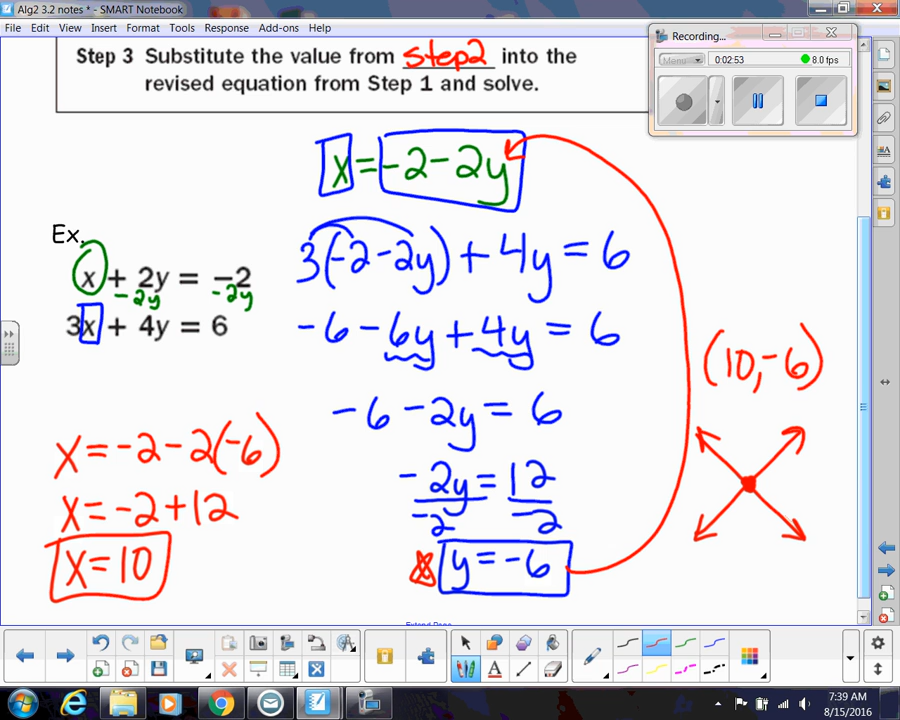 Alg2 3.2 notes * - SMART Notebook
File Edit View Insert Format Response Draw Add-ons Help
Recording...
Menu 0:02:53 8.0 fps
Step 3 Substitute the value from step2 into the
revised equation from Step 1 and solve.
x = -2 - 2y
Ex.
x + 2y = -2
-2y -2y
3x + 4y = 6
3(-2 - 2y) + 4y = 6
-6 - 6y + 4y = 6
-6 - 2y = 6
-2y = 12
-2 -2
y = -6
(10, -6)
x = -2 - 2(-6)
x = -2 + 12
x = 10
Extend Page
A
7:39 AM
8/15/2016